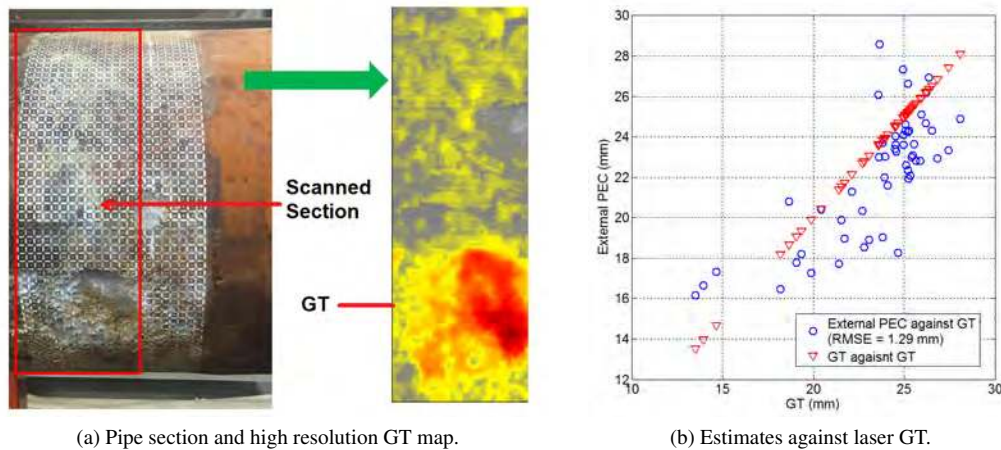 Scanned
Section
GT
(a) Pipe section and high resolution GT map.
External PEC (mm)
30
28
26
24
22
20
18
16
14
12
10
15
20
25
30
GT (mm)
External PEC against GT
(RMSE = 1.29 mm)
GT agaisnt GT
(b) Estimates against laser GT.